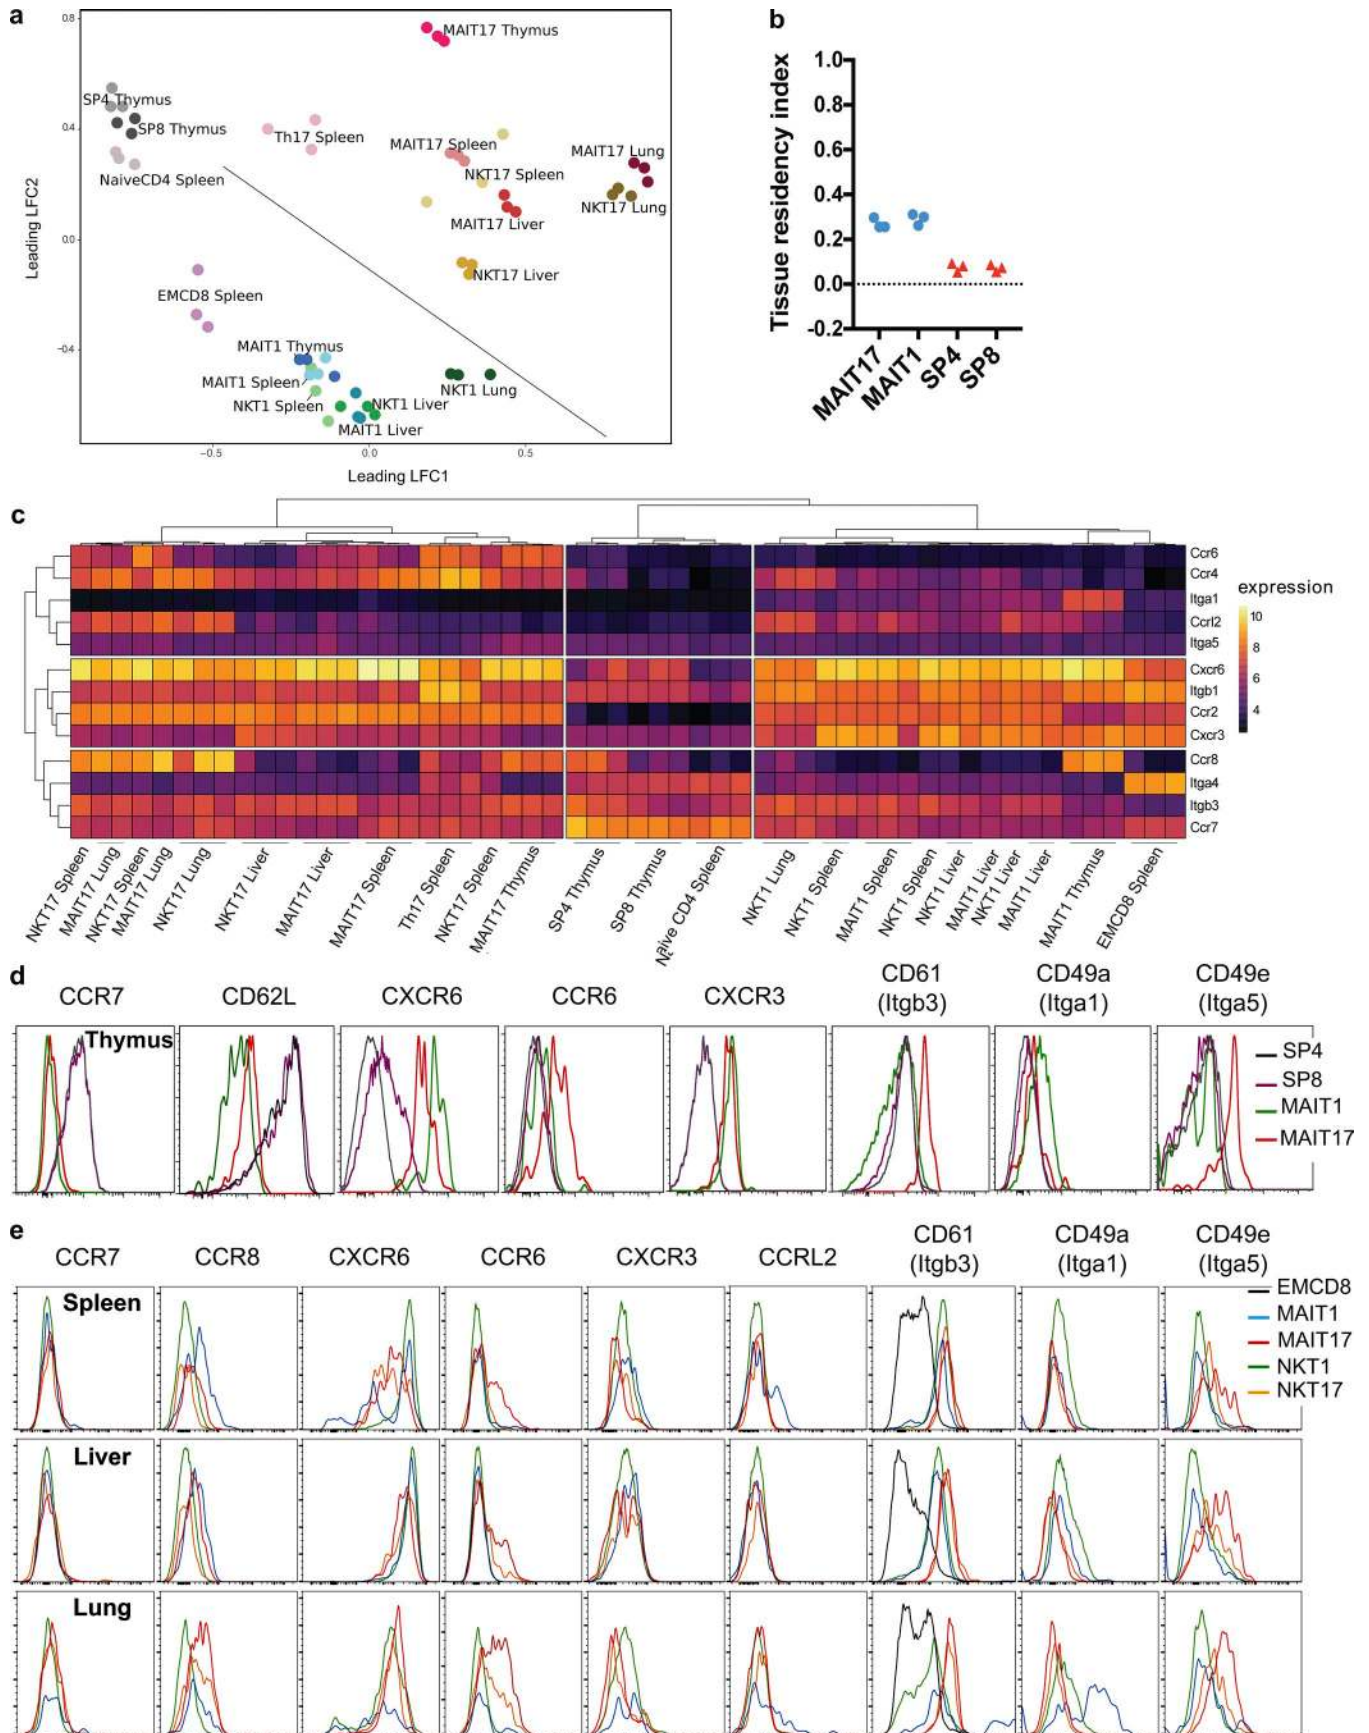 a
0.8
0.4
0.0
−0.4
Leading LFC2
MAIT17 Thymus
SP4 Thymus
SP8 Thymus
NaiveCD4 Spleen
Th17 Spleen
MAIT17 Spleen
NKT17 Spleen
MAIT17 Lung
NKT17 Lung
MAIT17 Liver
NKT17 Liver
EMCD8 Spleen
MAIT1 Thymus
MAIT1 Spleen
NKT1 Spleen
NKT1 Liver
MAIT1 Liver
NKT1 Lung
−0.5
0.0
0.5
Leading LFC1
b
Tissue residency index
1.0
0.8
0.6
0.4
0.2
0.0
-0.2
MAIT17
MAIT1
SP4
SP8
c
Ccr6
Ccr4
Itga1
Ccrl2
Itga5
Cxcr6
Itgb1
Ccr2
Cxcr3
Ccr8
Itga4
Itgb3
Ccr7
expression
10
8
6
4
NKT17 Spleen
MAIT17 Lung
NKT17 Spleen
MAIT17 Lung
NKT17 Lung
NKT17 Liver
MAIT17 Liver
MAIT17 Spleen
Th17 Spleen
NKT17 Spleen
MAIT17 Thymus
SP4 Thymus
SP8 Thymus
Naive CD4 Spleen
NKT1 Lung
NKT1 Spleen
MAIT1 Spleen
NKT1 Spleen
NKT1 Liver
MAIT1 Liver
NKT1 Liver
MAIT1 Liver
MAIT1 Thymus
EMCD8 Spleen
d
CCR7
CD62L
CXCR6
CCR6
CXCR3
CD61
(Itgb3)
CD49a
(Itga1)
CD49e
(Itga5)
Thymus
SP4
SP8
MAIT1
MAIT17
e
CCR7
CCR8
CXCR6
CCR6
CXCR3
CCRL2
CD61
(Itgb3)
CD49a
(Itga1)
CD49e
(Itga5)
Spleen
EMCD8
MAIT1
MAIT17
NKT1
NKT17
Liver
Lung